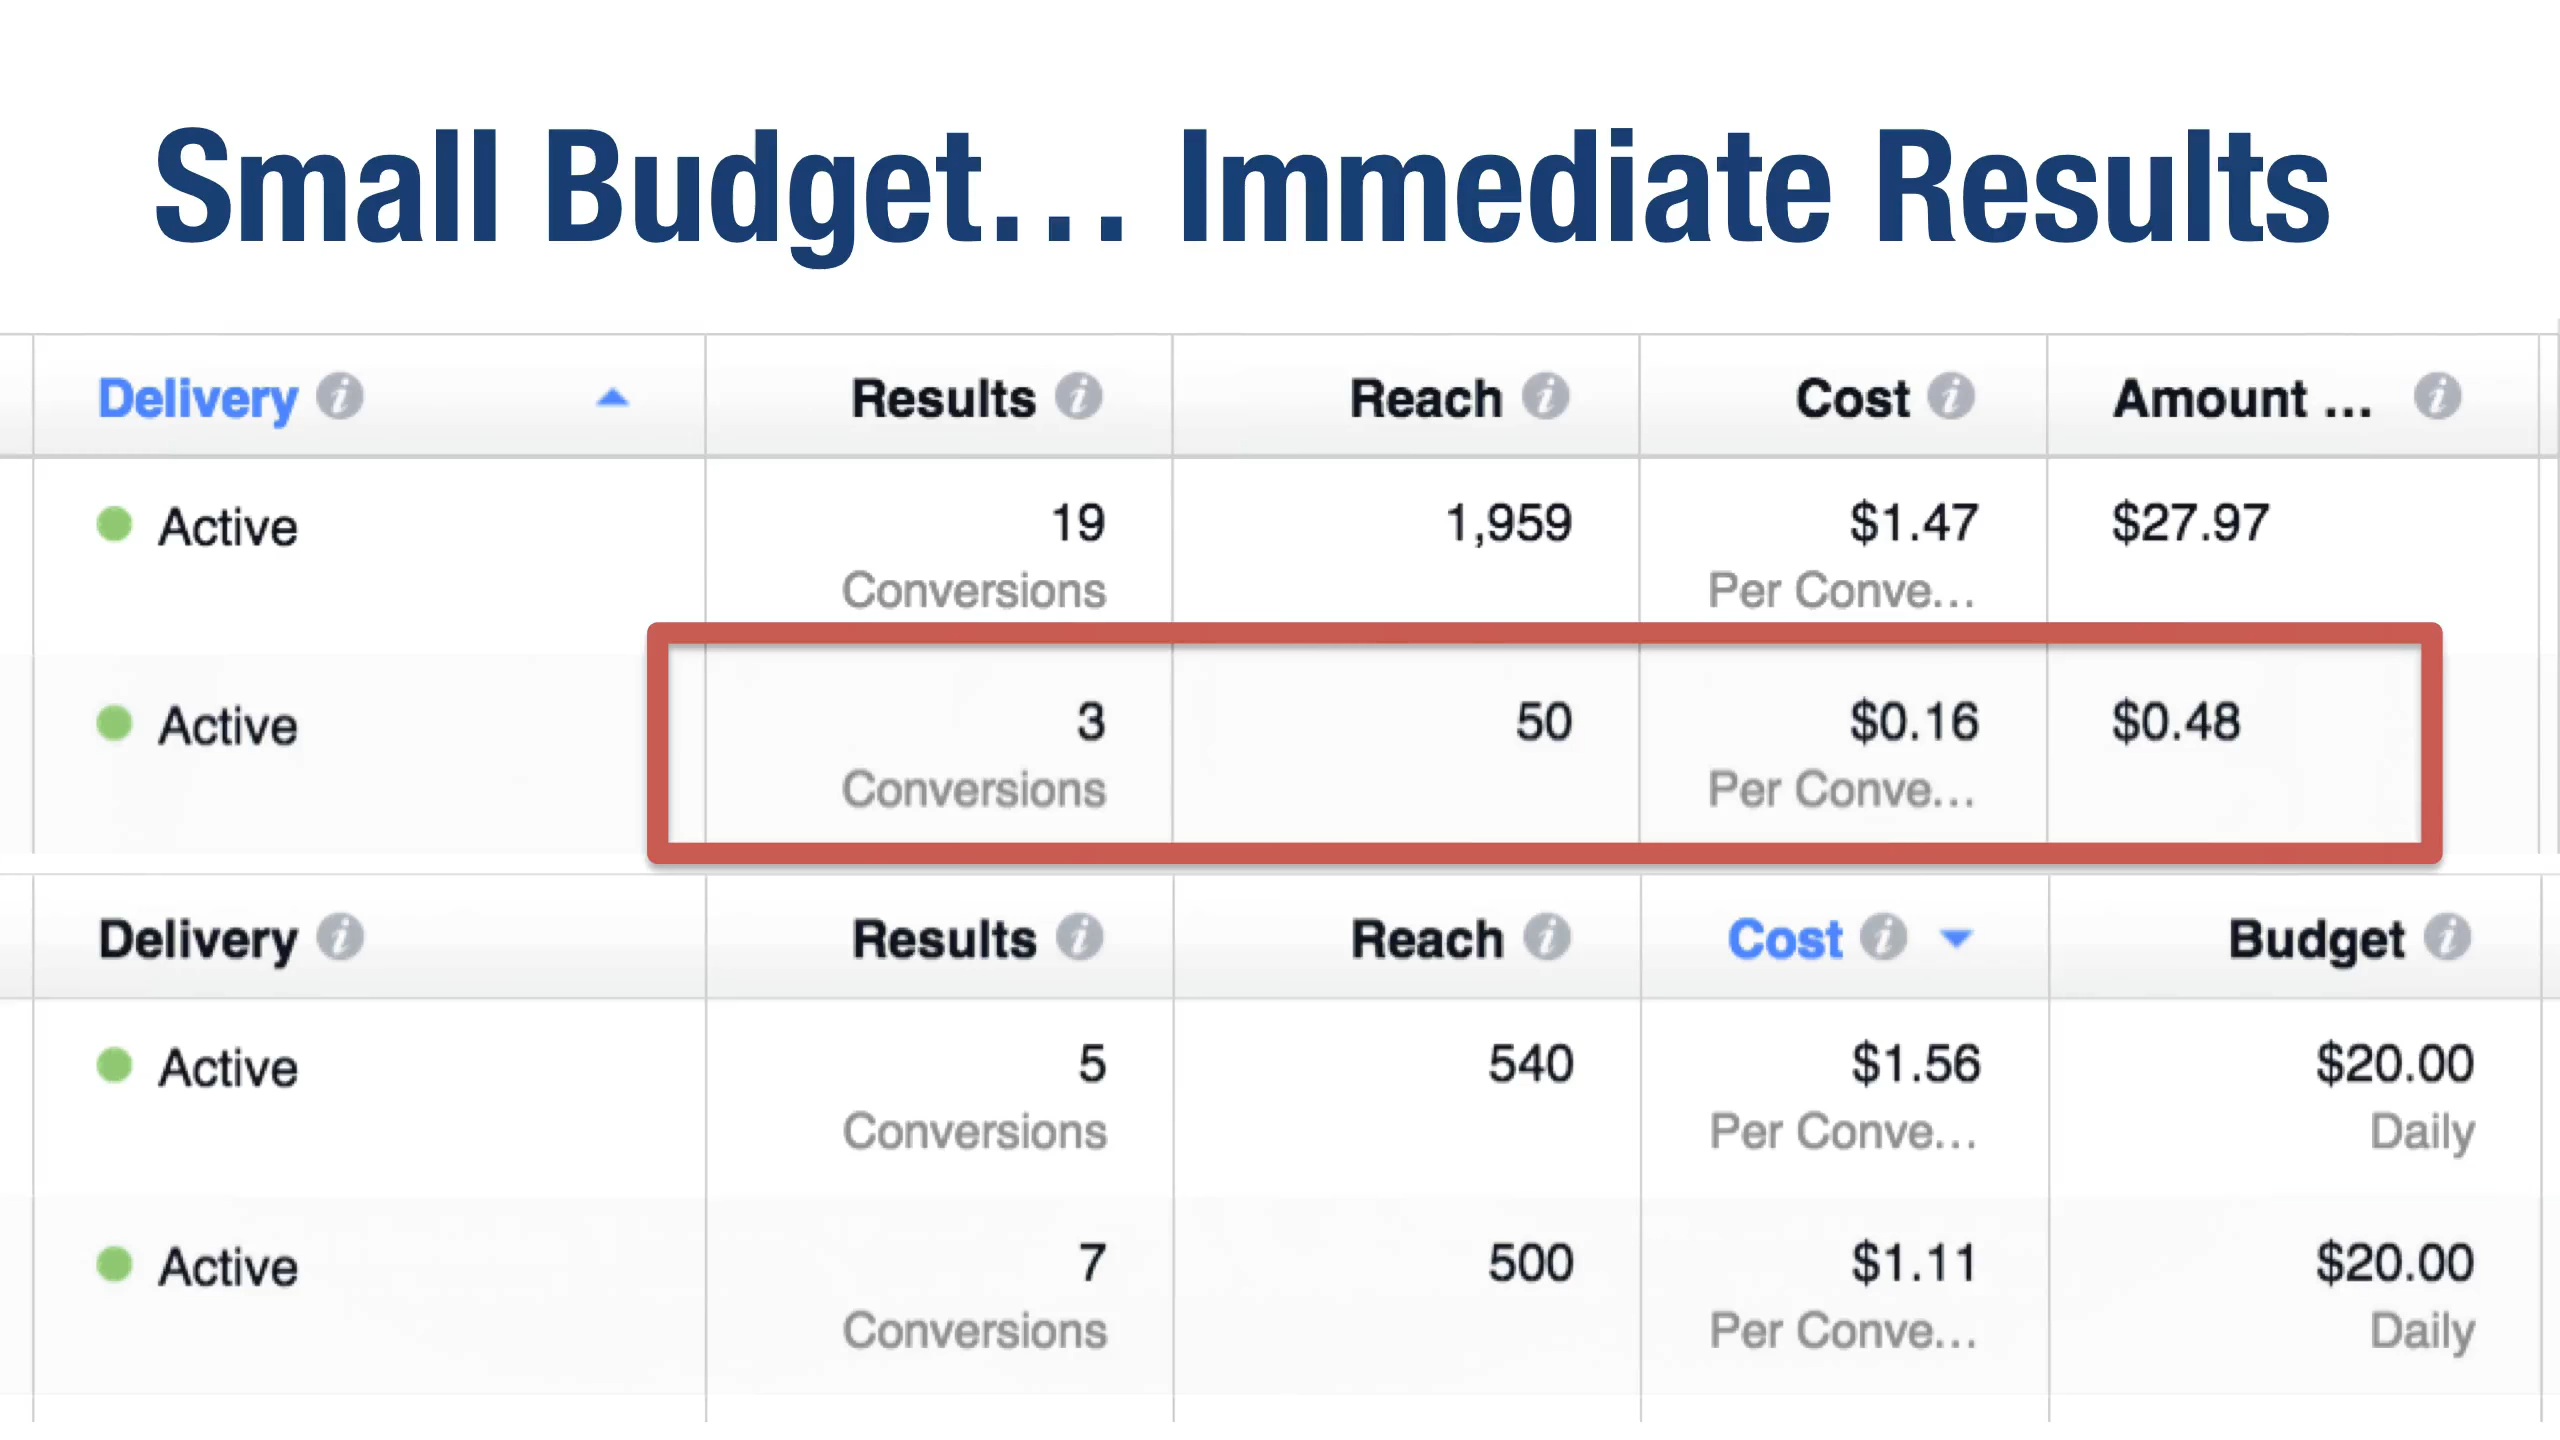 Small Budget… Immediate Results
Delivery Results Reach Cost Amount ...
Active 19 1,959 $1.47 $27.97
Conversions Per Conve...
Active 3 50 $0.16 $0.48
Conversions Per Conve...
Delivery Results Reach Cost Budget
Active 5 540 $1.56 $20.00
Conversions Per Conve... Daily
Active 7 500 $1.11 $20.00
Conversions Per Conve... Daily